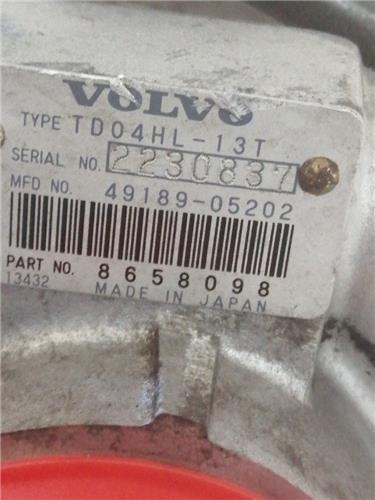 VOLVO
TYPE TD04HL-13T
SERIAL NO. 2230837
MFD NO. 49189-05202
PART NO. 8658098
13432 MADE IN JAPAN